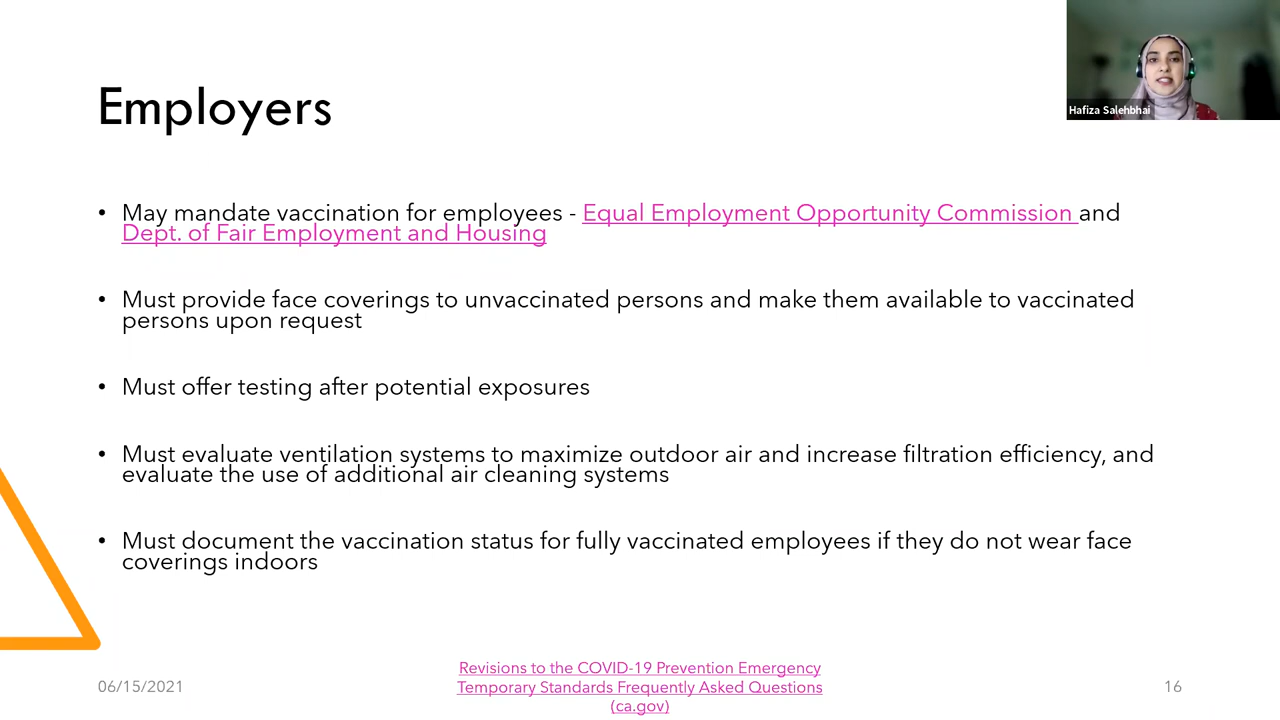 Employers
Hafiza Salehbhai
• May mandate vaccination for employees - Equal Employment Opportunity Commission and
Dept. of Fair Employment and Housing
• Must provide face coverings to unvaccinated persons and make them available to vaccinated
persons upon request
• Must offer testing after potential exposures
• Must evaluate ventilation systems to maximize outdoor air and increase filtration efficiency, and
evaluate the use of additional air cleaning systems
• Must document the vaccination status for fully vaccinated employees if they do not wear face
coverings indoors
06/15/2021
Revisions to the COVID-19 Prevention Emergency
Temporary Standards Frequently Asked Questions
(ca.gov)
16